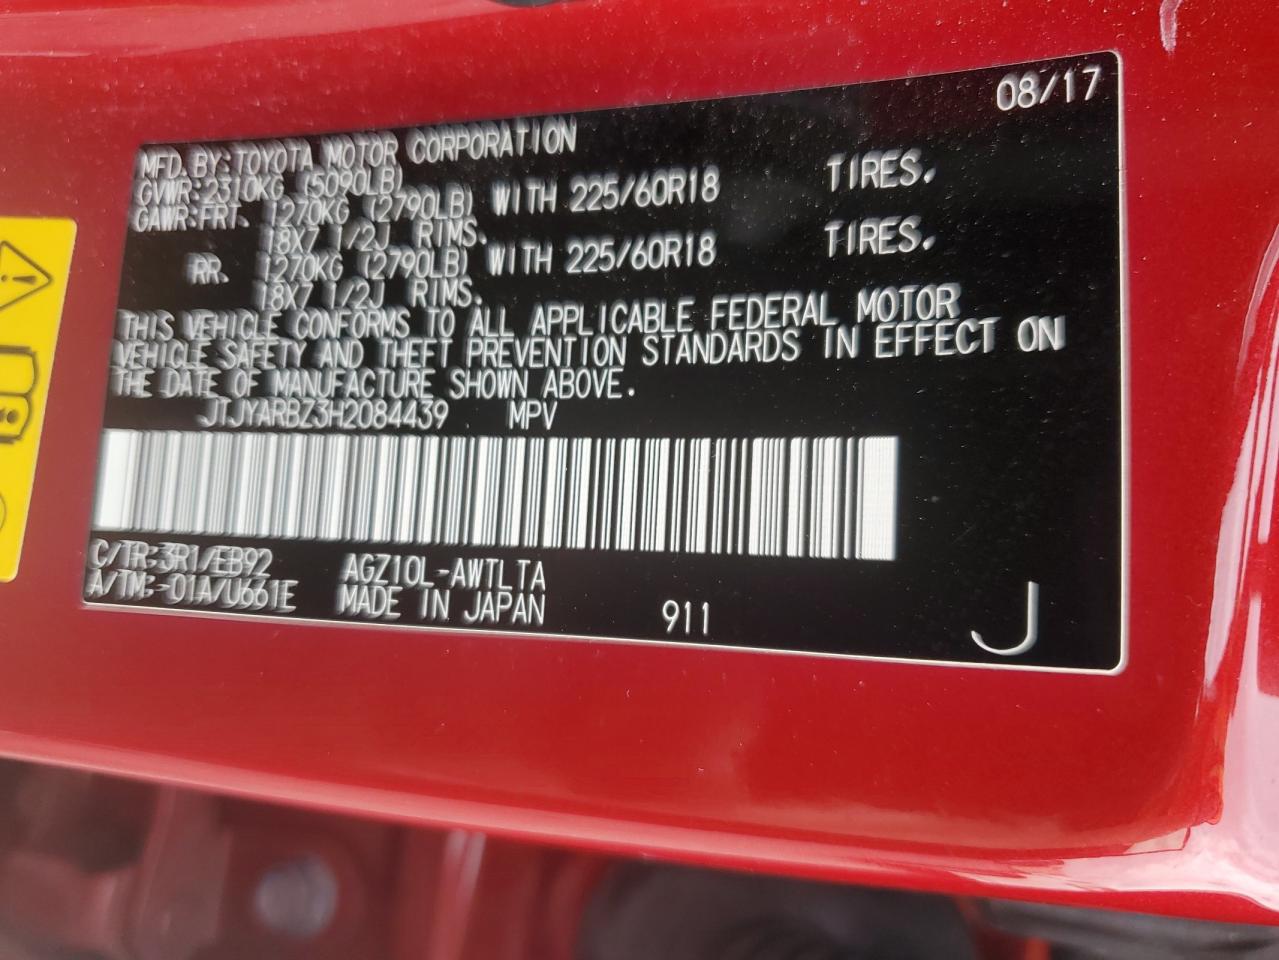 08/17
MFD. BY: TOYOTA MOTOR CORPORATION
GVWR: 2310KG (5090LB)
GAWR: FRT. 1270KG (2790LB) WITH 225/60R18 TIRES.
18X7 1/2J RIMS.
RR. 1270KG (2790LB) WITH 225/60R18 TIRES.
18X7 1/2J RIMS.
THIS VEHICLE CONFORMS TO ALL APPLICABLE FEDERAL MOTOR
VEHICLE SAFETY AND THEFT PREVENTION STANDARDS IN EFFECT ON
THE DATE OF MANUFACTURE SHOWN ABOVE.
JTJYARBZ3H2084439 MPV
C/TR: 3R1/EB92 AGZ10L-AWTLTA
A/TM: -01A/U661E MADE IN JAPAN 911
J